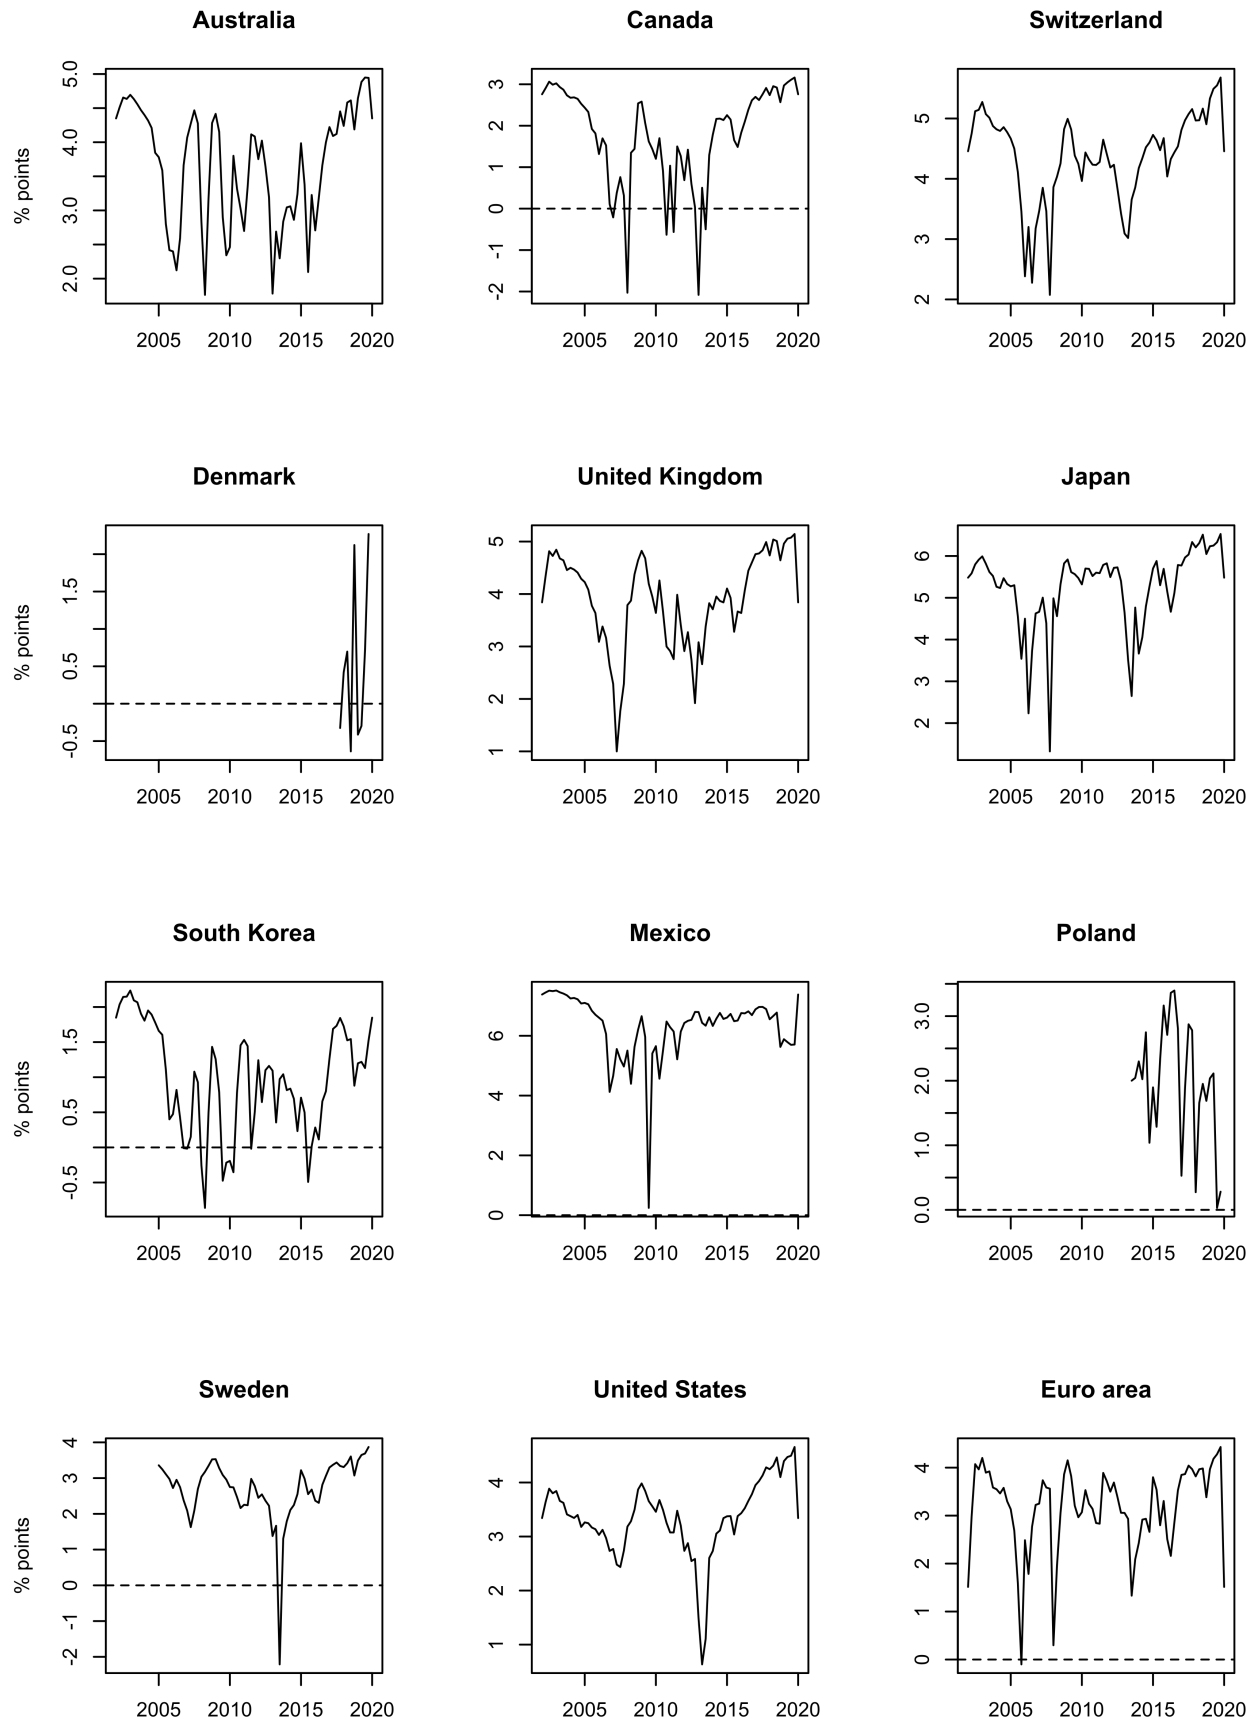 Australia
Canada
Switzerland
% points
5.0
4.0
3.0
2.0
3
2
1
0
-1
-2
5
4
3
2
2005 2010 2015 2020
2005 2010 2015 2020
2005 2010 2015 2020
Denmark
United Kingdom
Japan
% points
1.5
0.5
-0.5
5
4
3
2
1
6
5
4
3
2
2005 2010 2015 2020
2005 2010 2015 2020
2005 2010 2015 2020
South Korea
Mexico
Poland
% points
1.5
0.5
-0.5
6
4
2
0
3.0
2.0
1.0
0.0
2005 2010 2015 2020
2005 2010 2015 2020
2005 2010 2015 2020
Sweden
United States
Euro area
% points
4
3
2
1
0
-1
-2
4
3
2
1
4
3
2
1
0
2005 2010 2015 2020
2005 2010 2015 2020
2005 2010 2015 2020